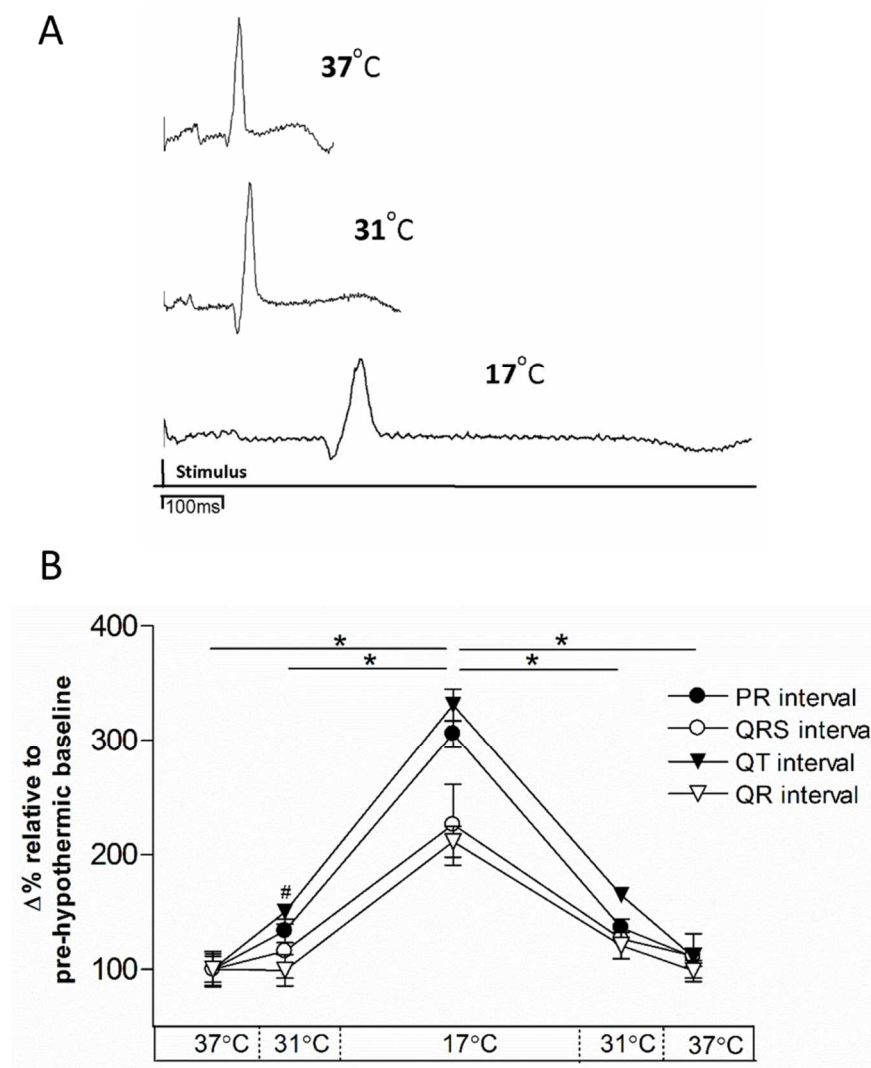 A
37°C
31°C
17°C
Stimulus
100ms
B
Δ% relative to
pre-hypothermic baseline
400
300
200
100
*
*
*
*
#
PR interval
QRS interva
QT interval
QR interval
37°C 31°C 17°C 31°C 37°C